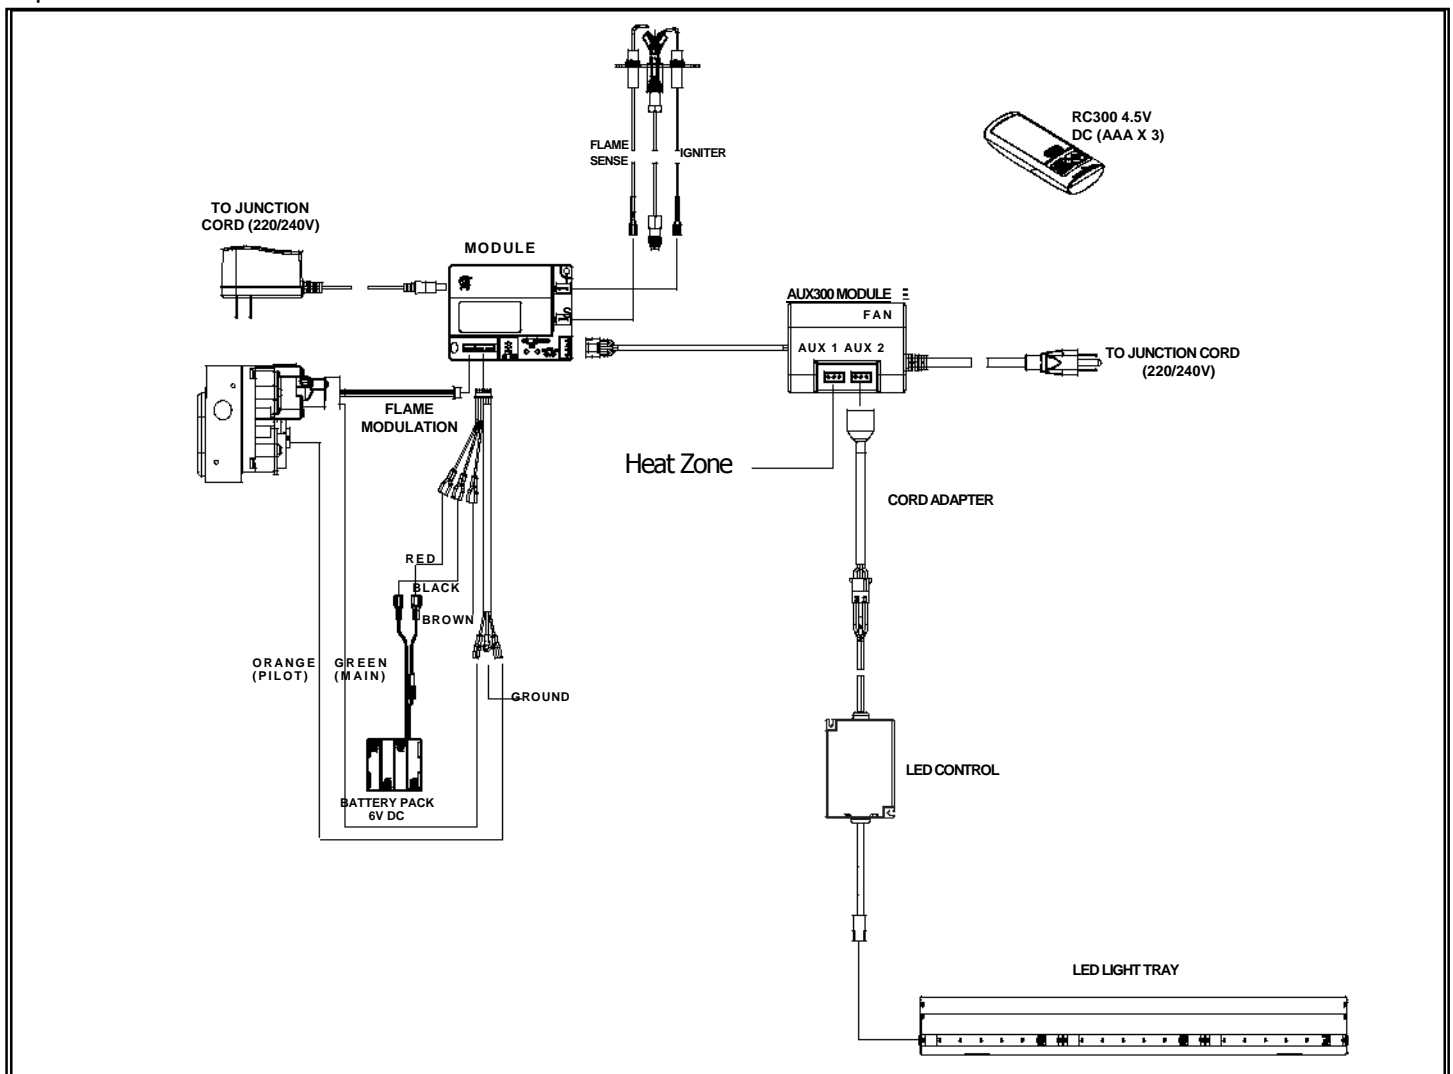 RC300 4.5V
DC (AAA X 3)
FLAME
SENSE
IGNITER
TO JUNCTION
CORD (220/240V)
MODULE
AUX300 MODULE
FAN
AUX 1 AUX 2
TO JUNCTION CORD
(220/240V)
FLAME
MODULATION
Heat Zone
CORD ADAPTER
RED
BLACK
BROWN
ORANGE
(PILOT)
GREEN
(MAIN)
GROUND
LED CONTROL
BATTERY PACK
6V DC
LED LIGHT TRAY